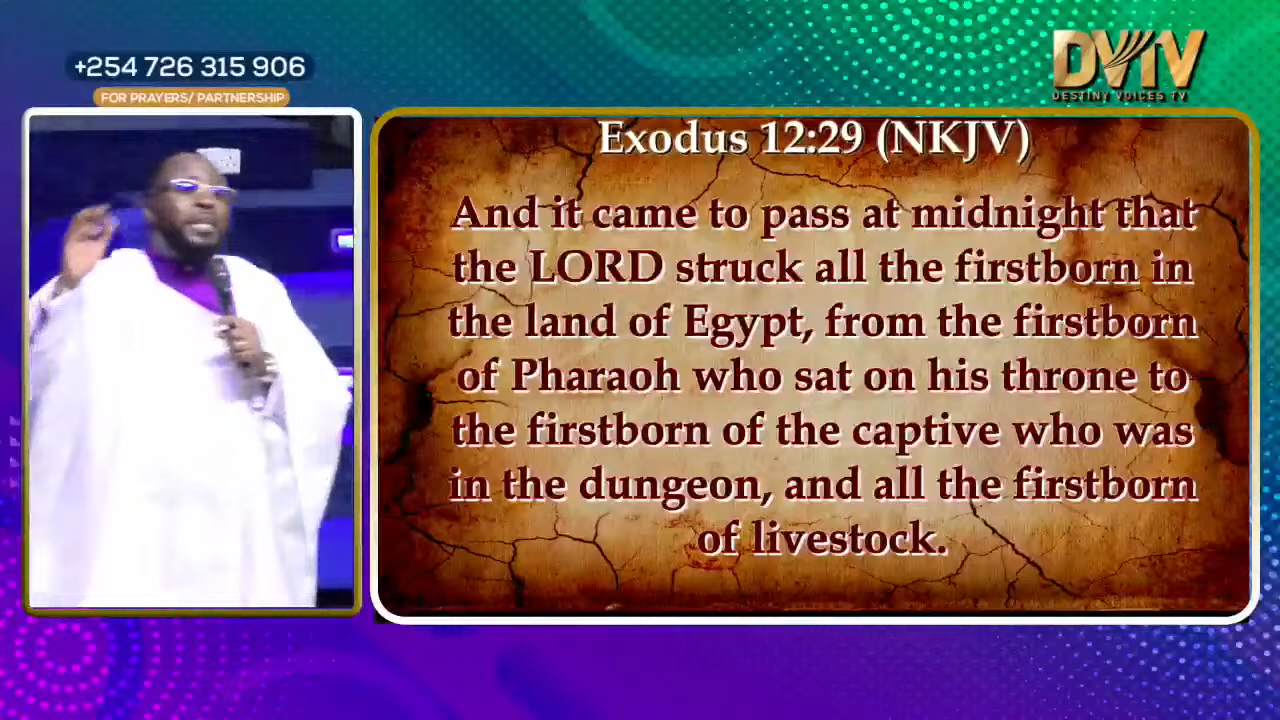 +254 726 315 906
FOR PRAYERS/ PARTNERSHIP
DVTV
DESTINY VOICES TV
Exodus 12:29 (NKJV)
And it came to pass at midnight that
the LORD struck all the firstborn in
the land of Egypt, from the firstborn
of Pharaoh who sat on his throne to
the firstborn of the captive who was
in the dungeon, and all the firstborn
of livestock.